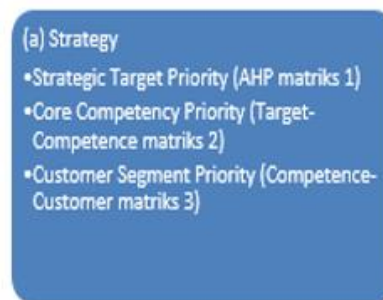 (a) Strategy
•Strategic Target Priority (AHP matriks 1)
•Core Competency Priority (Target-
Competence matriks 2)
•Customer Segment Priority (Competence-
Customer matriks 3)